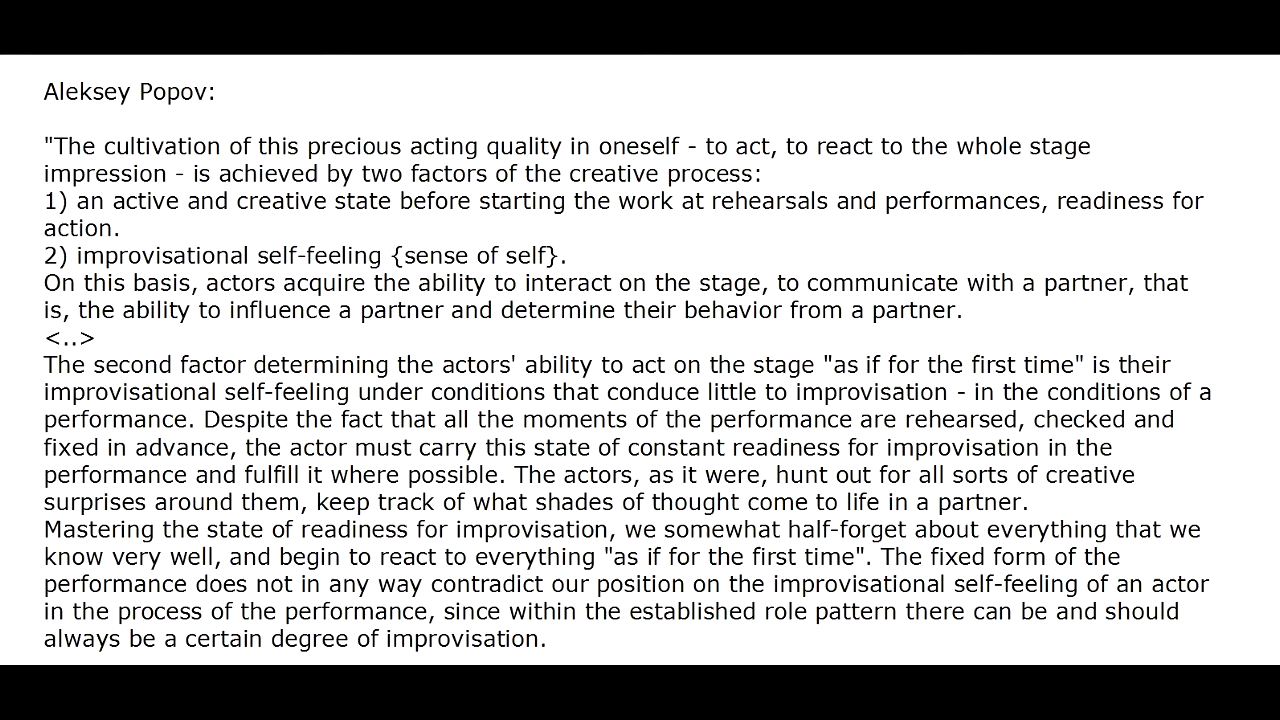 Aleksey Popov:
"The cultivation of this precious acting quality in oneself - to act, to react to the whole stage
impression - is achieved by two factors of the creative process:
1) an active and creative state before starting the work at rehearsals and performances, readiness for
action.
2) improvisational self-feeling {sense of self}.
On this basis, actors acquire the ability to interact on the stage, to communicate with a partner, that
is, the ability to influence a partner and determine their behavior from a partner.
<..>
The second factor determining the actors' ability to act on the stage "as if for the first time" is their
improvisational self-feeling under conditions that conduce little to improvisation - in the conditions of a
performance. Despite the fact that all the moments of the performance are rehearsed, checked and
fixed in advance, the actor must carry this state of constant readiness for improvisation in the
performance and fulfill it where possible. The actors, as it were, hunt out for all sorts of creative
surprises around them, keep track of what shades of thought come to life in a partner.
Mastering the state of readiness for improvisation, we somewhat half-forget about everything that we
know very well, and begin to react to everything "as if for the first time". The fixed form of the
performance does not in any way contradict our position on the improvisational self-feeling of an actor
in the process of the performance, since within the established role pattern there can be and should
always be a certain degree of improvisation.